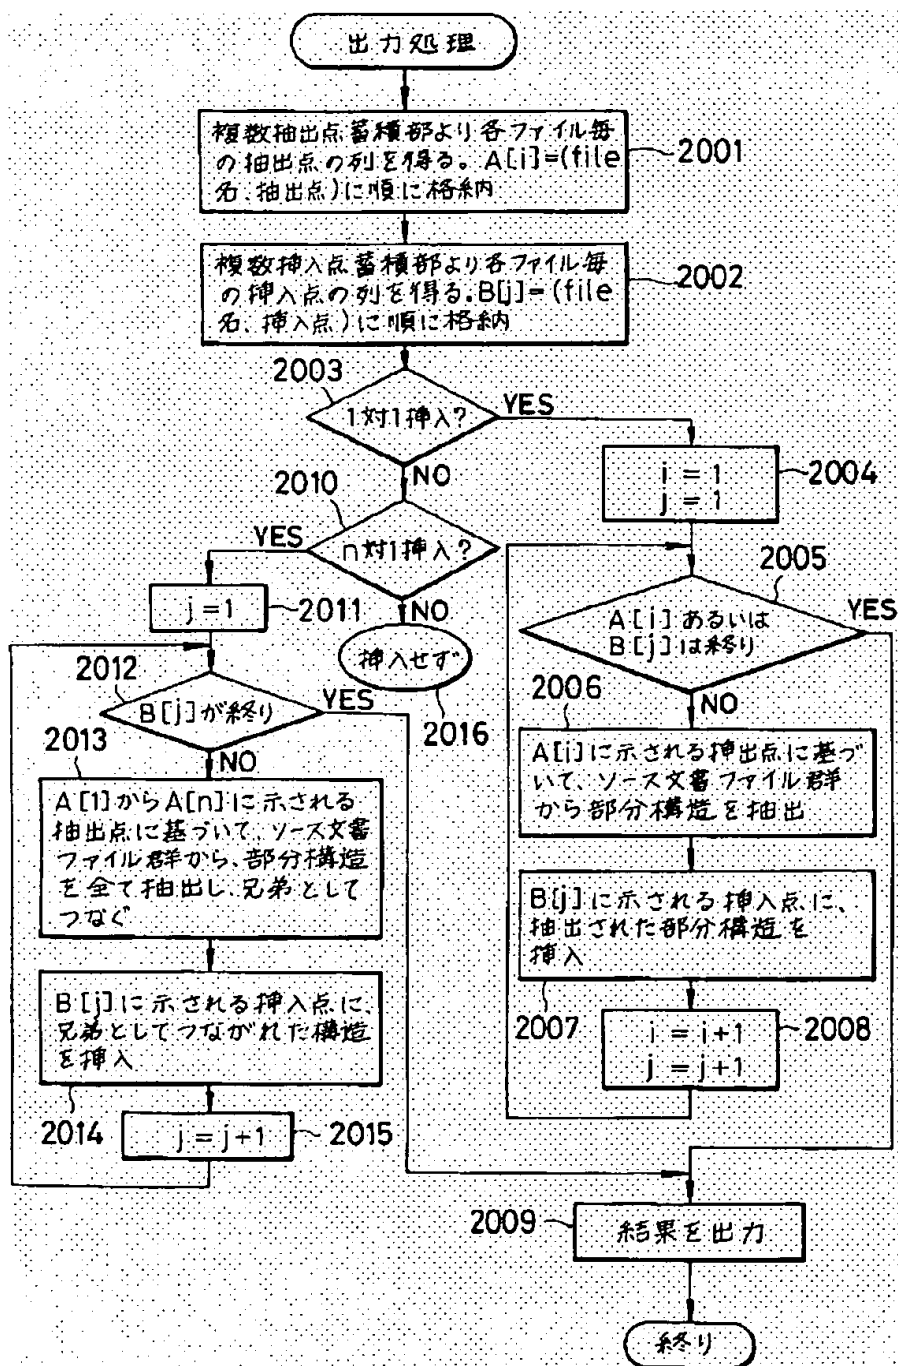 出力処理
複数抽出点蓄積部より各ファイル毎
の抽出点の列を得る。A[i]=(file
名、抽出点)に順に格納
2001
複数挿入点蓄積部より各ファイル毎
の挿入点の列を得る。B[j]=(file
名、挿入点)に順に格納
2002
2003
1対1挿入?
YES
NO
i = 1
j = 1
2004
2010
n対1挿入?
YES
NO
j=1
2011
挿入せず
2016
2005
A[i]あるいは
B[j]は終り
YES
NO
2012
B[j]が終り
YES
NO
2006
A[i]に示される抽出点に基づ
いて、ソース文書ファイル群
から部分構造を抽出
2013
A[1]からA[n]に示される
抽出点に基づいて、ソース文書
ファイル群から、部分構造
を全て抽出し、兄弟として
つなぐ
B[j]に示される挿入点に、
抽出された部分構造を
挿入
2007
B[j]に示される挿入点に、
兄弟としてつながれた構造
を挿入
2014
i = i+1
j = j+1
2008
j = j+1
2015
2009
結果を出力
終り